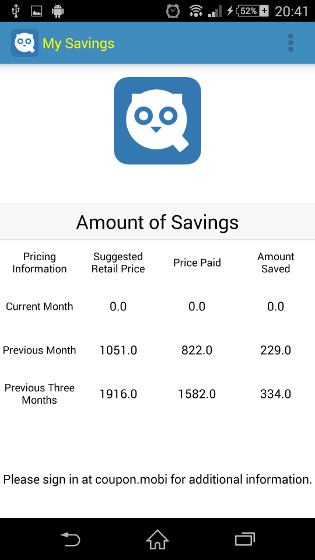 52% 20:41
My Savings
Amount of Savings
Pricing Information Suggested Retail Price Price Paid Amount Saved
Current Month 0.0 0.0 0.0
Previous Month 1051.0 822.0 229.0
Previous Three Months 1916.0 1582.0 334.0
Please sign in at coupon.mobi for additional information.